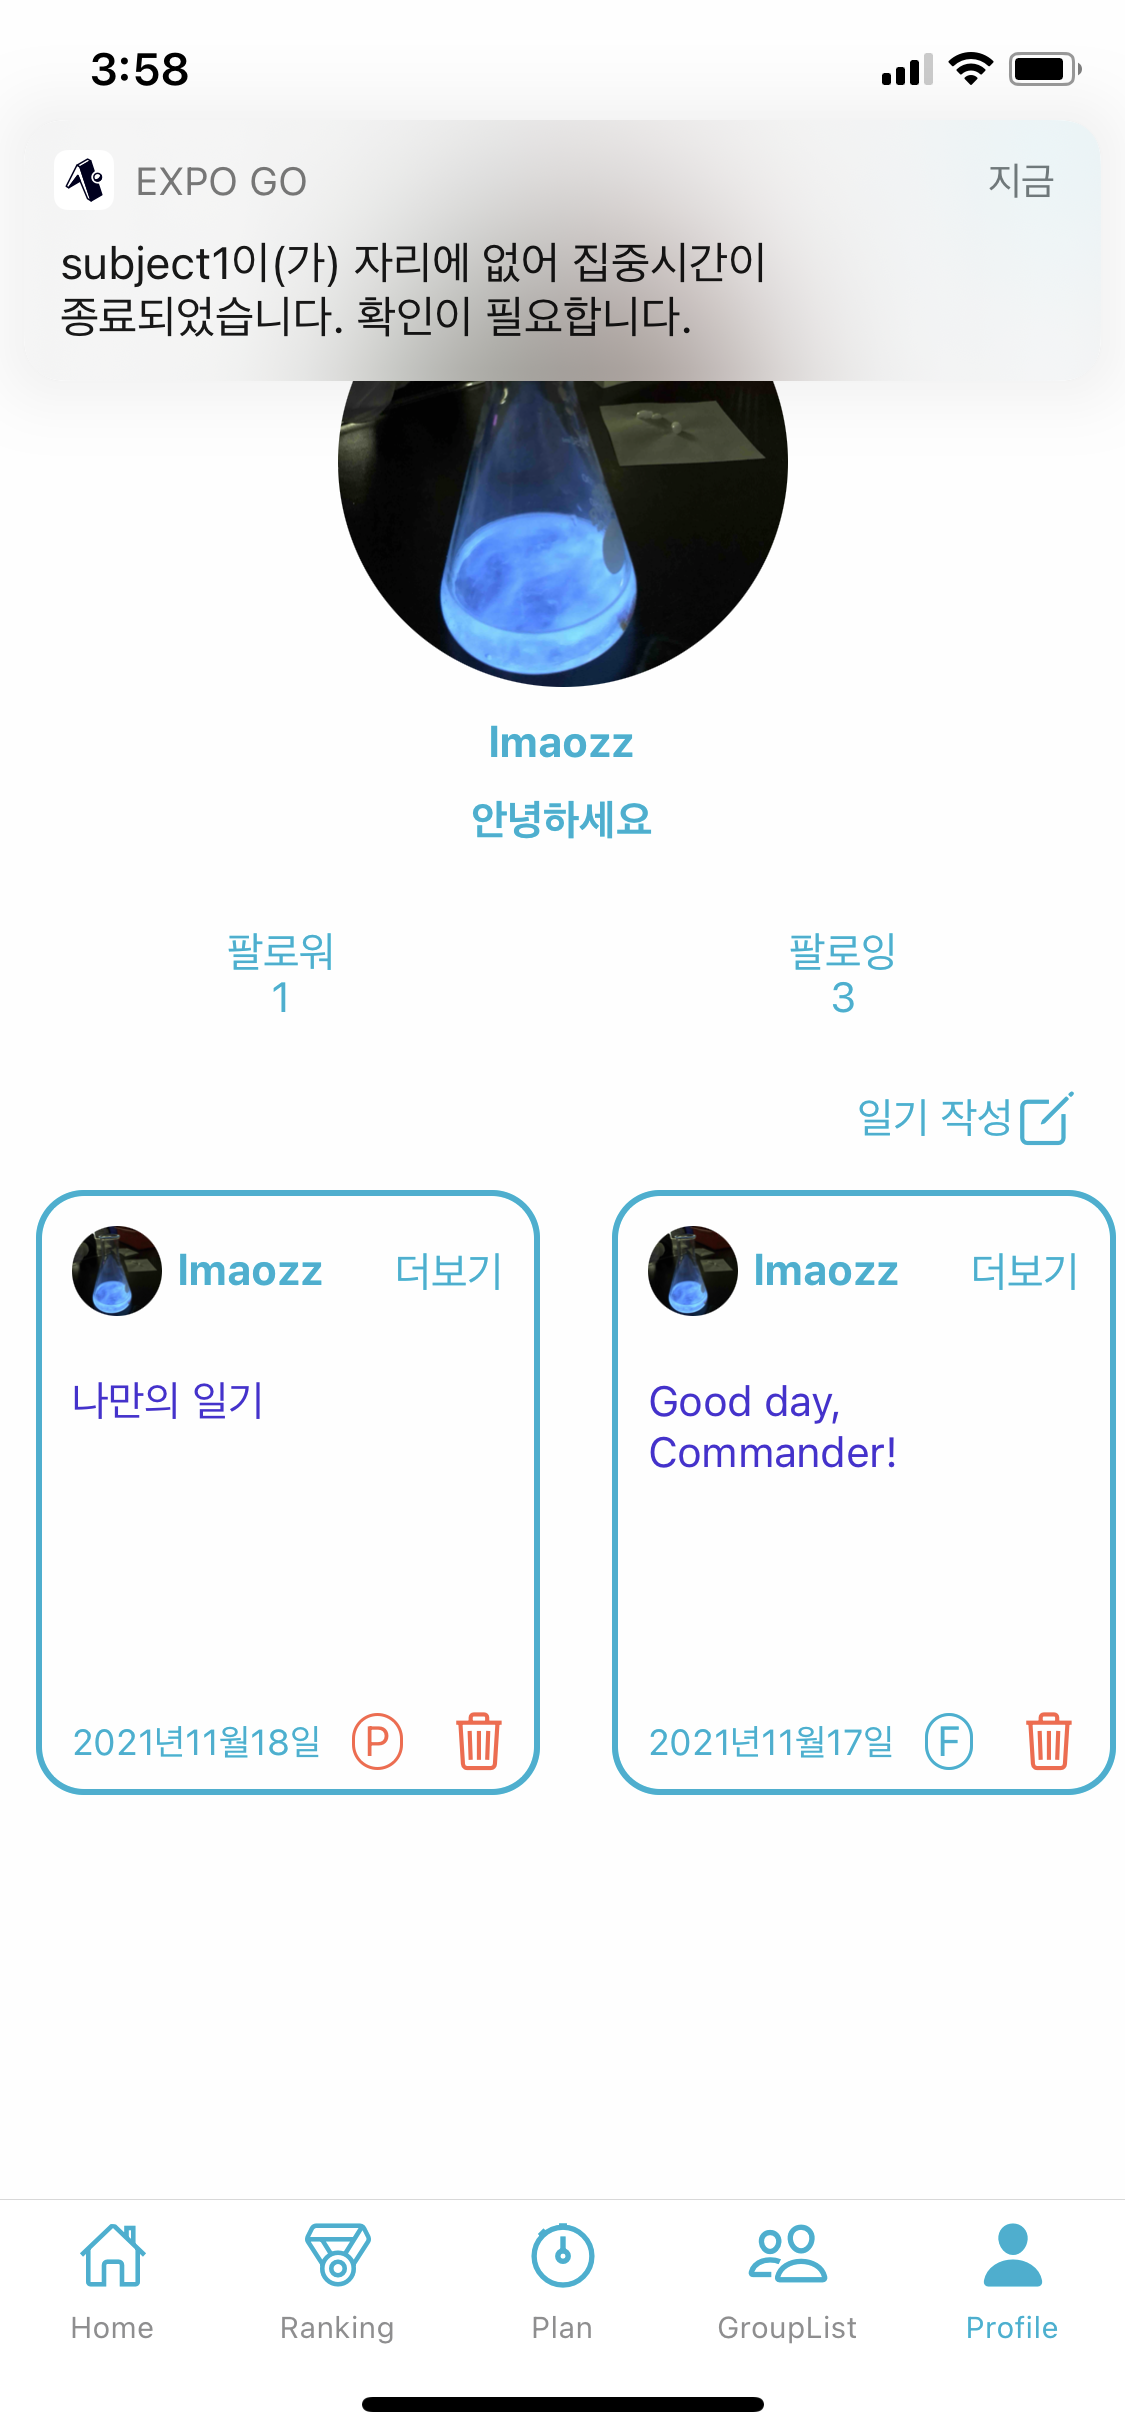 3:58
EXPO GO
지금
subject1이(가) 자리에 없어 집중시간이
종료되었습니다. 확인이 필요합니다.
lmaozz
안녕하세요
팔로워
팔로잉
1
3
일기 작성
lmaozz
더보기
나만의 일기
2021년11월18일
P
lmaozz
더보기
Good day,
Commander!
2021년11월17일
F
Home
Ranking
Plan
GroupList
Profile